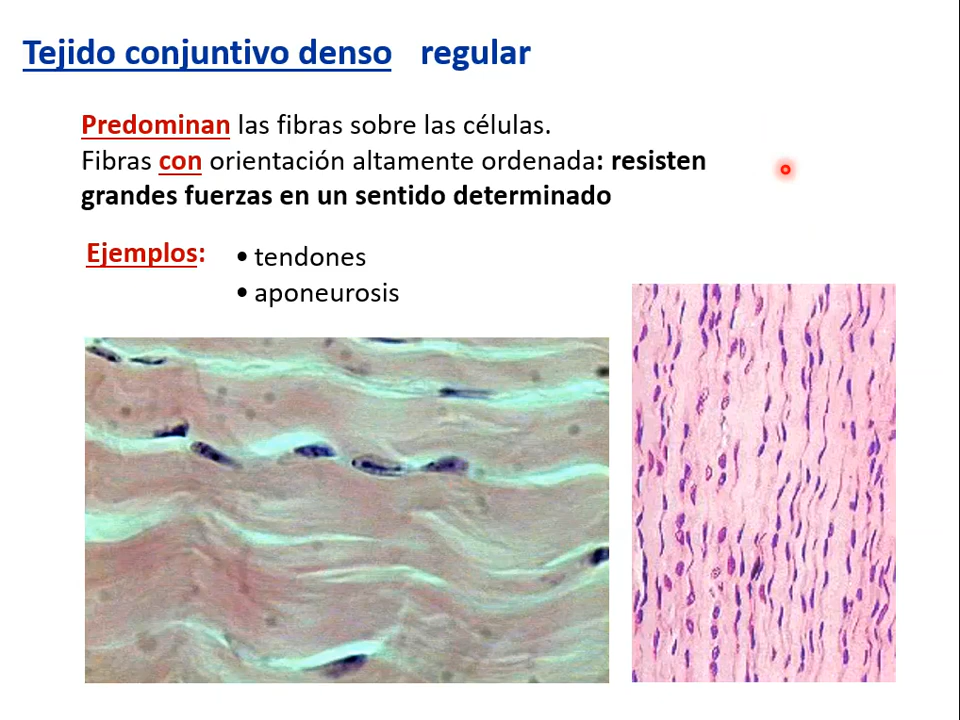 Tejido conjuntivo denso regular
Predominan las fibras sobre las células.
Fibras con orientación altamente ordenada: resisten
grandes fuerzas en un sentido determinado
Ejemplos:
• tendones
• aponeurosis